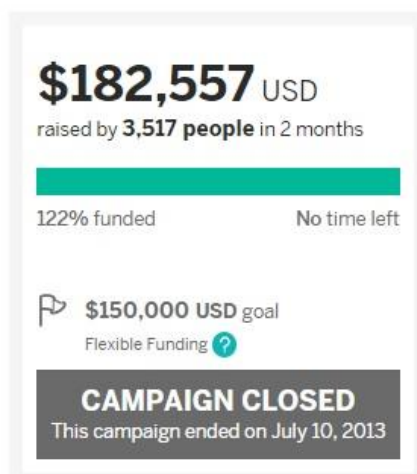 $182,557 USD
raised by 3,517 people in 2 months
122% funded No time left
$150,000 USD goal
Flexible Funding ?
CAMPAIGN CLOSED
This campaign ended on July 10, 2013